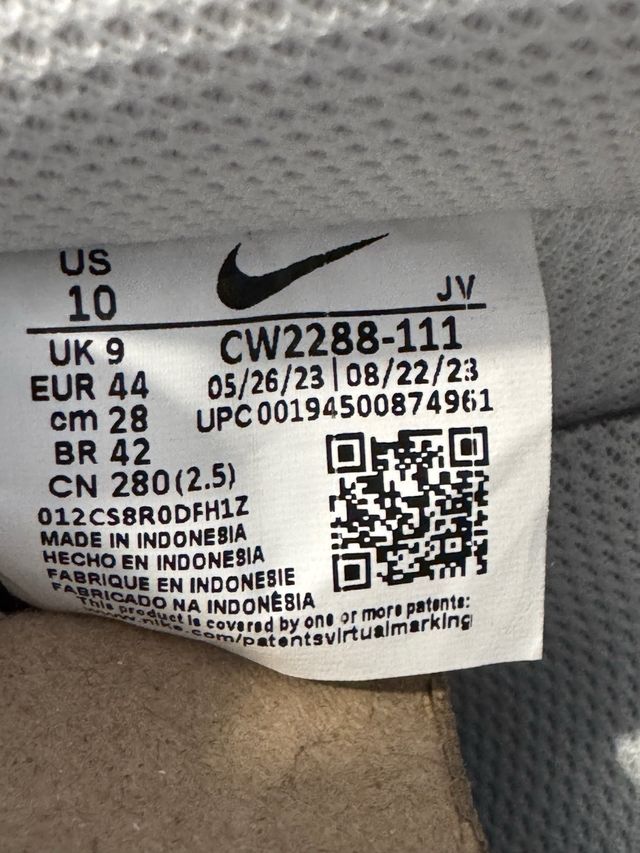 US
10
JV
UK 9
CW2288-111
EUR 44
05/26/23 | 08/22/23
cm 28
UPC 00194500874961
BR 42
CN 280(2.5)
012CS8R0DFH1Z
MADE IN INDONESIA
HECHO EN INDONESIA
FABRIQUE EN INDONESIE
FABRICADO NA INDONÉSIA
This product is covered by one or more patents:
www.nike.com/patentsvirtualmarking